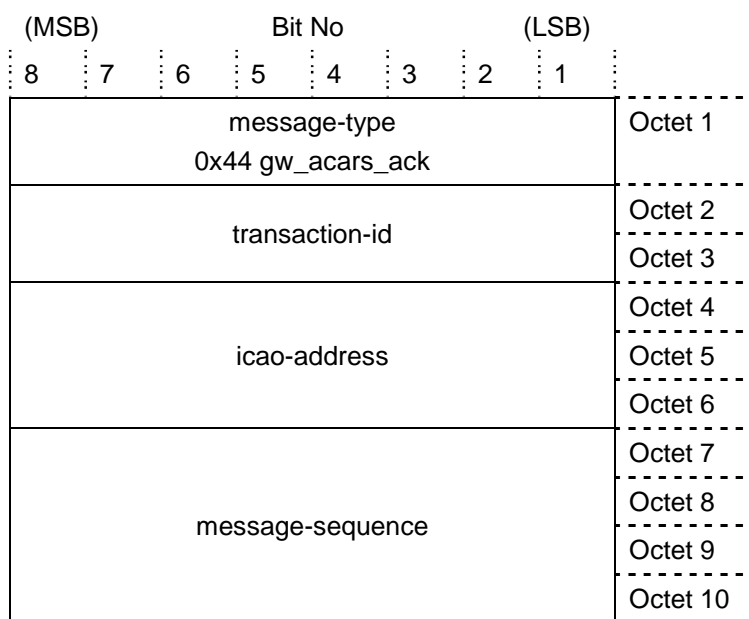 (MSB) Bit No (LSB)
8 7 6 5 4 3 2 1
message-type Octet 1
0x44 gw_acars_ack
Octet 2
transaction-id
Octet 3
Octet 4
icao-address Octet 5
Octet 6
Octet 7
Octet 8
message-sequence
Octet 9
Octet 10